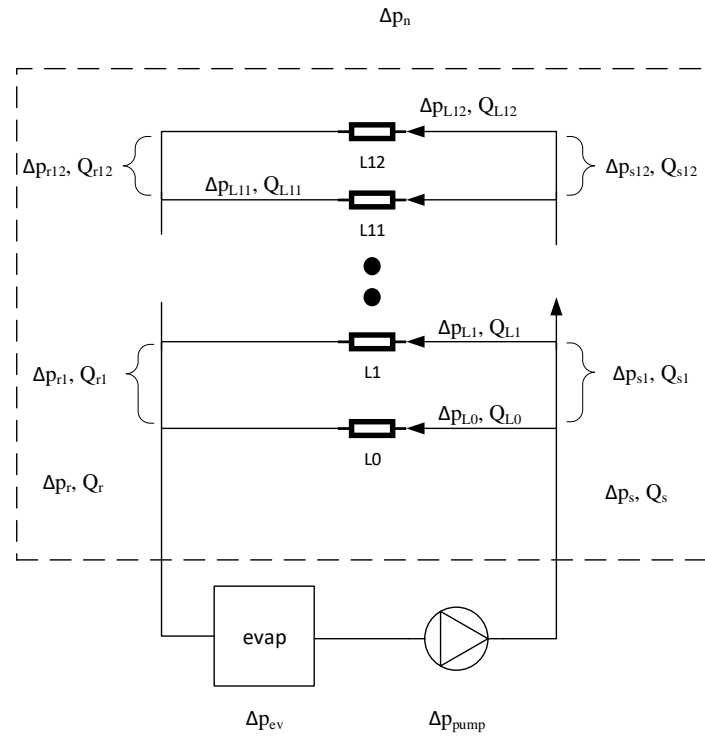 Δpn
ΔpL12, QL12
Δpr12, Qr12
L12
Δps12, Qs12
ΔpL11, QL11
L11
ΔpL1, QL1
Δpr1, Qr1
L1
Δps1, Qs1
ΔpL0, QL0
L0
Δpr, Qr
Δps, Qs
evap
Δpev
Δppump